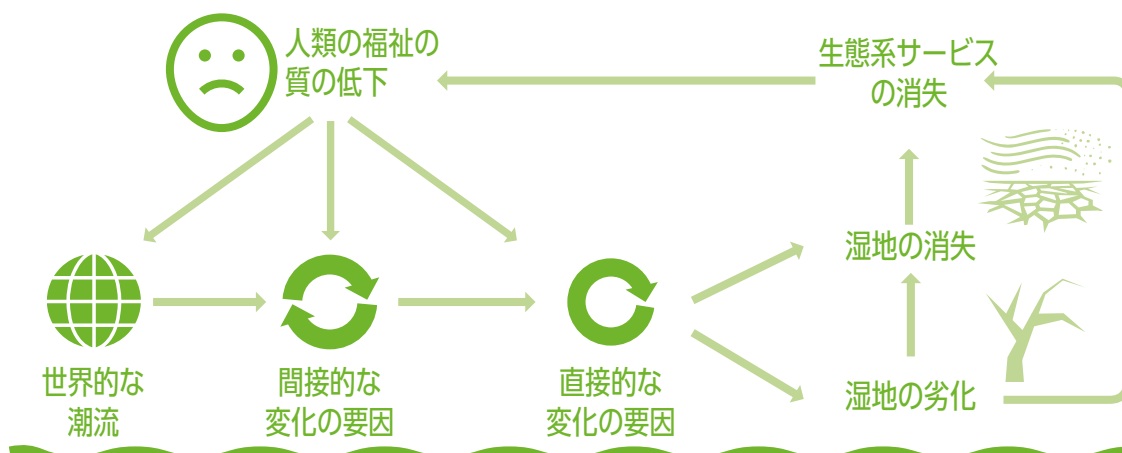 人類の福祉の
質の低下
生態系サービス
の消失
湿地の消失
世界的な
潮流
間接的な
変化の要因
直接的な
変化の要因
湿地の劣化